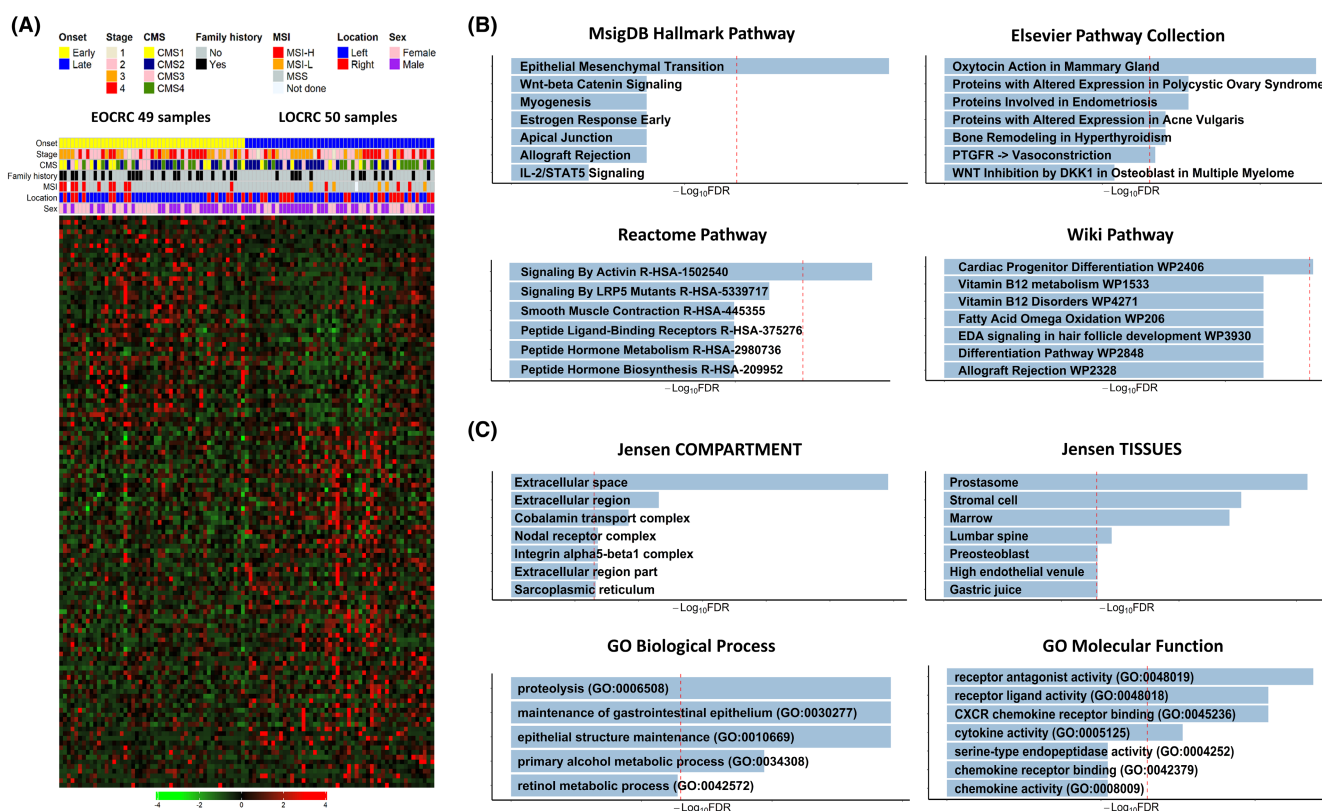 (A)
Onset
Early
Late
Stage
1
2
3
4
CMS
CMS1
CMS2
CMS3
CMS4
Family history
No
Yes
MSI
MSI-H
MSI-L
MSS
Not done
Location
Left
Right
Sex
Female
Male
EOCRC 49 samples
LOCRC 50 samples
Onset
Stage
CMS
Family history
MSI
Location
Sex
-4 -2 0 2 4
(B)
MsigDB Hallmark Pathway
Epithelial Mesenchymal Transition
Wnt-beta Catenin Signaling
Myogenesis
Estrogen Response Early
Apical Junction
Allograft Rejection
IL-2/STAT5 Signaling
−Log10FDR
Elsevier Pathway Collection
Oxytocin Action in Mammary Gland
Proteins with Altered Expression in Polycystic Ovary Syndrome
Proteins Involved in Endometriosis
Proteins with Altered Expression in Acne Vulgaris
Bone Remodeling in Hyperthyroidism
PTGFR -> Vasoconstriction
WNT Inhibition by DKK1 in Osteoblast in Multiple Myelome
−Log10FDR
Reactome Pathway
Signaling By Activin R-HSA-1502540
Signaling By LRP5 Mutants R-HSA-5339717
Smooth Muscle Contraction R-HSA-445355
Peptide Ligand-Binding Receptors R-HSA-375276
Peptide Hormone Metabolism R-HSA-2980736
Peptide Hormone Biosynthesis R-HSA-209952
−Log10FDR
Wiki Pathway
Cardiac Progenitor Differentiation WP2406
Vitamin B12 metabolism WP1533
Vitamin B12 Disorders WP4271
Fatty Acid Omega Oxidation WP206
EDA signaling in hair follicle development WP3930
Differentiation Pathway WP2848
Allograft Rejection WP2328
−Log10FDR
(C)
Jensen COMPARTMENT
Extracellular space
Extracellular region
Cobalamin transport complex
Nodal receptor complex
Integrin alpha5-beta1 complex
Extracellular region part
Sarcoplasmic reticulum
−Log10FDR
Jensen TISSUES
Prostasome
Stromal cell
Marrow
Lumbar spine
Preosteoblast
High endothelial venule
Gastric juice
−Log10FDR
GO Biological Process
proteolysis (GO:0006508)
maintenance of gastrointestinal epithelium (GO:0030277)
epithelial structure maintenance (GO:0010669)
primary alcohol metabolic process (GO:0034308)
retinol metabolic process (GO:0042572)
−Log10FDR
GO Molecular Function
receptor antagonist activity (GO:0048019)
receptor ligand activity (GO:0048018)
CXCR chemokine receptor binding (GO:0045236)
cytokine activity (GO:0005125)
serine-type endopeptidase activity (GO:0004252)
chemokine receptor binding (GO:0042379)
chemokine activity (GO:0008009)
−Log10FDR